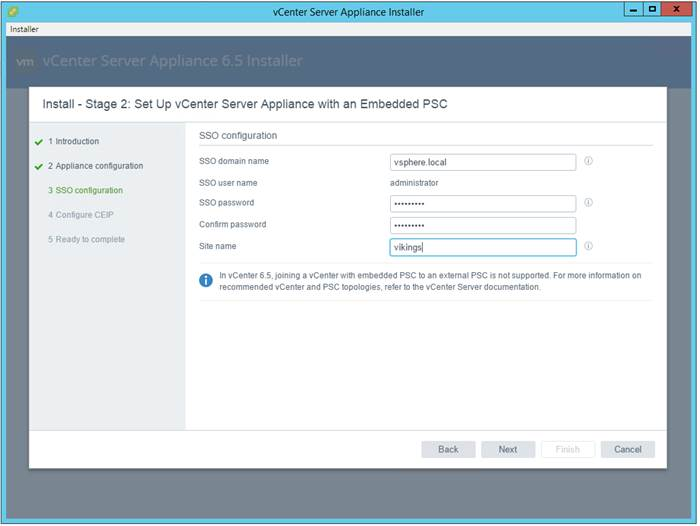 vCenter Server Appliance Installer
Installer
vm vCenter Server Appliance 6.5 Installer
Install - Stage 2: Set Up vCenter Server Appliance with an Embedded PSC
1 Introduction
2 Appliance configuration
3 SSO configuration
4 Configure CEIP
5 Ready to complete
SSO configuration
SSO domain name vsphere.local
SSO user name administrator
SSO password •••••••••
Confirm password •••••••••
Site name vikings
In vCenter 6.5, joining a vCenter with embedded PSC to an external PSC is not supported. For more information on
recommended vCenter and PSC topologies, refer to the vCenter Server documentation.
Back Next Finish Cancel